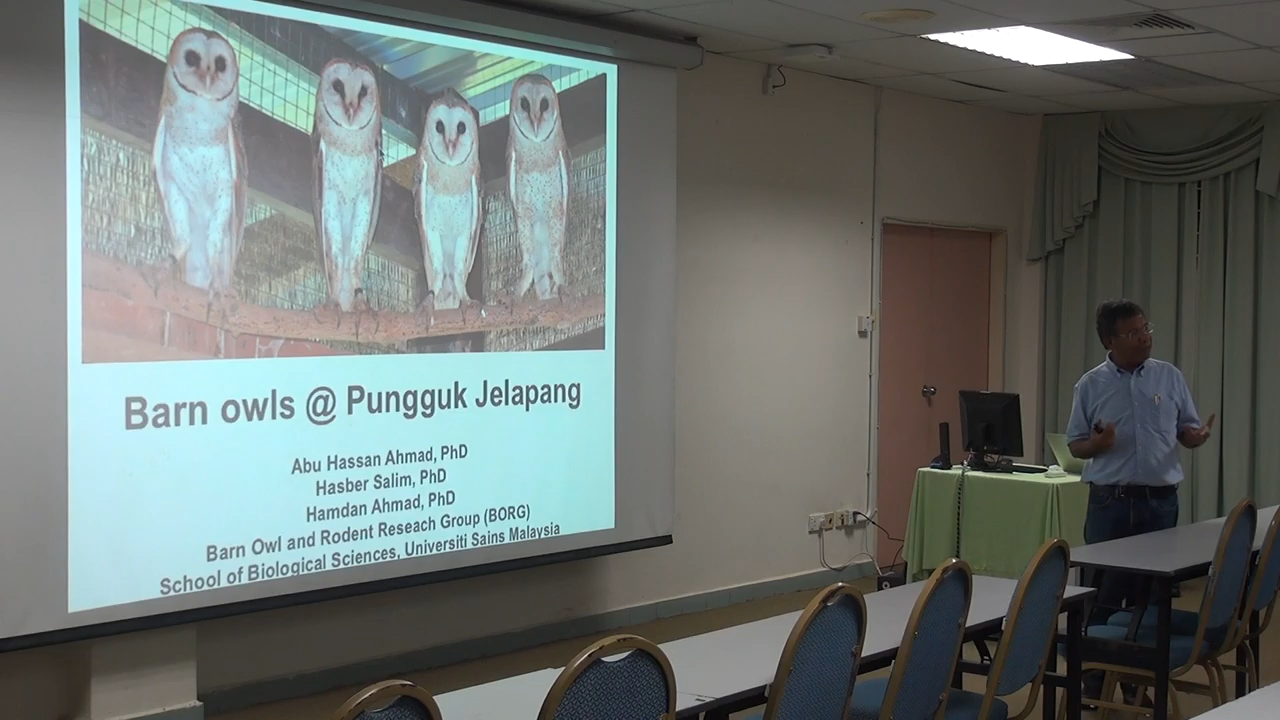 Barn owls @ Pungguk Jelapang
Abu Hassan Ahmad, PhD
Hasber Salim, PhD
Hamdan Ahmad, PhD
Barn Owl and Rodent Reseach Group (BORG)
School of Biological Sciences, Universiti Sains Malaysia